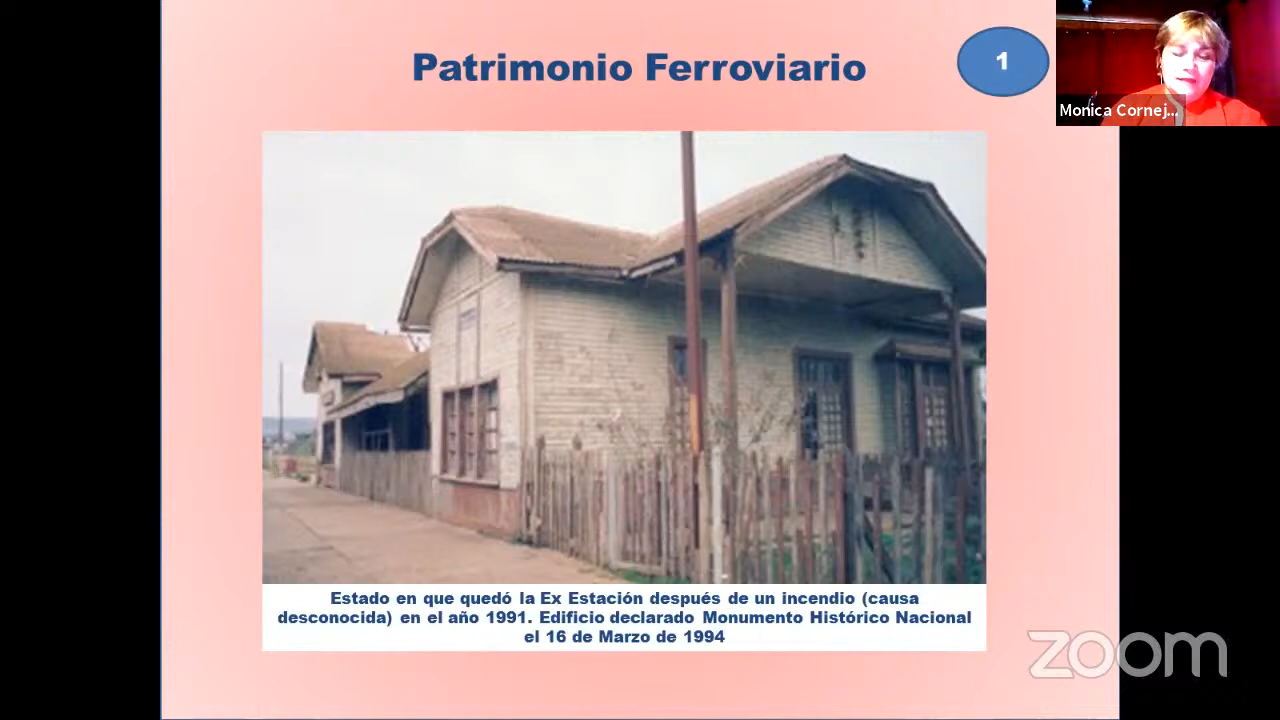 Patrimonio Ferroviario
1
Monica Cornej...
Estado en que quedó la Ex Estación después de un incendio (causa
desconocida) en el año 1991. Edificio declarado Monumento Histórico Nacional
el 16 de Marzo de 1994
zoom